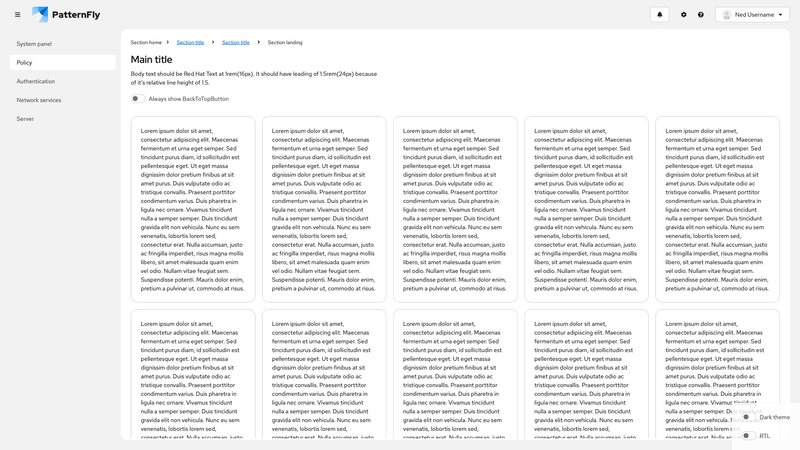 PatternFly
Ned Username
System panel
Policy
Authentication
Network services
Server
Section home
Section title
Section title
Section landing
Main title
Body text should be Red Hat Text at 1rem(16px). It should have leading of 1.5rem(24px) because
of it's relative line height of 1.5.
Always show BackToTopButton
Lorem ipsum dolor sit amet,
consectetur adipiscing elit. Maecenas
fermentum et urna eget semper. Sed
tincidunt purus diam, id sollicitudin est
pellentesque eget. Ut eget massa
dignissim dolor pretium finibus at sit
amet purus. Duis vulputate odio ac
tristique convallis. Praesent porttitor
condimentum varius. Duis pharetra in
ligula nec ornare. Vivamus tincidunt
nulla a semper semper. Duis tincidunt
gravida elit non vehicula. Nunc eu sem
venenatis, lobortis lorem sed,
consectetur erat. Nulla accumsan, justo
ac fringilla imperdiet, risus magna mollis
libero, sit amet malesuada quam enim
vel odio. Nullam vitae feugiat sem.
Suspendisse potenti. Mauris dolor enim,
pretium a pulvinar ut, commodo at risus.
Lorem ipsum dolor sit amet,
consectetur adipiscing elit. Maecenas
fermentum et urna eget semper. Sed
tincidunt purus diam, id sollicitudin est
pellentesque eget. Ut eget massa
dignissim dolor pretium finibus at sit
amet purus. Duis vulputate odio ac
tristique convallis. Praesent porttitor
condimentum varius. Duis pharetra in
ligula nec ornare. Vivamus tincidunt
nulla a semper semper. Duis tincidunt
gravida elit non vehicula. Nunc eu sem
venenatis, lobortis lorem sed,
consectetur erat. Nulla accumsan, justo
ac fringilla imperdiet, risus magna mollis
libero, sit amet malesuada quam enim
vel odio. Nullam vitae feugiat sem.
Suspendisse potenti. Mauris dolor enim,
pretium a pulvinar ut, commodo at risus.
Lorem ipsum dolor sit amet,
consectetur adipiscing elit. Maecenas
fermentum et urna eget semper. Sed
tincidunt purus diam, id sollicitudin est
pellentesque eget. Ut eget massa
dignissim dolor pretium finibus at sit
amet purus. Duis vulputate odio ac
tristique convallis. Praesent porttitor
condimentum varius. Duis pharetra in
ligula nec ornare. Vivamus tincidunt
nulla a semper semper. Duis tincidunt
gravida elit non vehicula. Nunc eu sem
venenatis, lobortis lorem sed,
consectetur erat. Nulla accumsan, justo
ac fringilla imperdiet, risus magna mollis
libero, sit amet malesuada quam enim
vel odio. Nullam vitae feugiat sem.
Suspendisse potenti. Mauris dolor enim,
pretium a pulvinar ut, commodo at risus.
Lorem ipsum dolor sit amet,
consectetur adipiscing elit. Maecenas
fermentum et urna eget semper. Sed
tincidunt purus diam, id sollicitudin est
pellentesque eget. Ut eget massa
dignissim dolor pretium finibus at sit
amet purus. Duis vulputate odio ac
tristique convallis. Praesent porttitor
condimentum varius. Duis pharetra in
ligula nec ornare. Vivamus tincidunt
nulla a semper semper. Duis tincidunt
gravida elit non vehicula. Nunc eu sem
venenatis, lobortis lorem sed,
consectetur erat. Nulla accumsan, justo
ac fringilla imperdiet, risus magna mollis
libero, sit amet malesuada quam enim
vel odio. Nullam vitae feugiat sem.
Suspendisse potenti. Mauris dolor enim,
pretium a pulvinar ut, commodo at risus.
Lorem ipsum dolor sit amet,
consectetur adipiscing elit. Maecenas
fermentum et urna eget semper. Sed
tincidunt purus diam, id sollicitudin est
pellentesque eget. Ut eget massa
dignissim dolor pretium finibus at sit
amet purus. Duis vulputate odio ac
tristique convallis. Praesent porttitor
condimentum varius. Duis pharetra in
ligula nec ornare. Vivamus tincidunt
nulla a semper semper. Duis tincidunt
gravida elit non vehicula. Nunc eu sem
venenatis, lobortis lorem sed,
consectetur erat. Nulla accumsan, justo
ac fringilla imperdiet, risus magna mollis
libero, sit amet malesuada quam enim
vel odio. Nullam vitae feugiat sem.
Suspendisse potenti. Mauris dolor enim,
pretium a pulvinar ut, commodo at risus.
Lorem ipsum dolor sit amet,
consectetur adipiscing elit. Maecenas
fermentum et urna eget semper. Sed
tincidunt purus diam, id sollicitudin est
pellentesque eget. Ut eget massa
dignissim dolor pretium finibus at sit
amet purus. Duis vulputate odio ac
tristique convallis. Praesent porttitor
condimentum varius. Duis pharetra in
ligula nec ornare. Vivamus tincidunt
nulla a semper semper. Duis tincidunt
gravida elit non vehicula. Nunc eu sem
venenatis, lobortis lorem sed,
consectetur erat. Nulla accumsan, justo
Lorem ipsum dolor sit amet,
consectetur adipiscing elit. Maecenas
fermentum et urna eget semper. Sed
tincidunt purus diam, id sollicitudin est
pellentesque eget. Ut eget massa
dignissim dolor pretium finibus at sit
amet purus. Duis vulputate odio ac
tristique convallis. Praesent porttitor
condimentum varius. Duis pharetra in
ligula nec ornare. Vivamus tincidunt
nulla a semper semper. Duis tincidunt
gravida elit non vehicula. Nunc eu sem
venenatis, lobortis lorem sed,
consectetur erat. Nulla accumsan, justo
Lorem ipsum dolor sit amet,
consectetur adipiscing elit. Maecenas
fermentum et urna eget semper. Sed
tincidunt purus diam, id sollicitudin est
pellentesque eget. Ut eget massa
dignissim dolor pretium finibus at sit
amet purus. Duis vulputate odio ac
tristique convallis. Praesent porttitor
condimentum varius. Duis pharetra in
ligula nec ornare. Vivamus tincidunt
nulla a semper semper. Duis tincidunt
gravida elit non vehicula. Nunc eu sem
venenatis, lobortis lorem sed,
consectetur erat. Nulla accumsan, justo
Lorem ipsum dolor sit amet,
consectetur adipiscing elit. Maecenas
fermentum et urna eget semper. Sed
tincidunt purus diam, id sollicitudin est
pellentesque eget. Ut eget massa
dignissim dolor pretium finibus at sit
amet purus. Duis vulputate odio ac
tristique convallis. Praesent porttitor
condimentum varius. Duis pharetra in
ligula nec ornare. Vivamus tincidunt
nulla a semper semper. Duis tincidunt
gravida elit non vehicula. Nunc eu sem
venenatis, lobortis lorem sed,
consectetur erat. Nulla accumsan, justo
Lorem ipsum dolor sit amet,
consectetur adipiscing elit. Maecenas
fermentum et urna eget semper. Sed
tincidunt purus diam, id sollicitudin est
pellentesque eget. Ut eget massa
dignissim dolor pretium finibus at sit
amet purus. Duis vulputate odio ac
tristique convallis. Praesent porttitor
condimentum varius. Duis pharetra in
ligula nec ornare. Vivamus tincidunt
nulla a semper semper
gravida elit non vehicula
venenatis, lobortis lorem sed,
consectetur erat
Dark theme
RTL